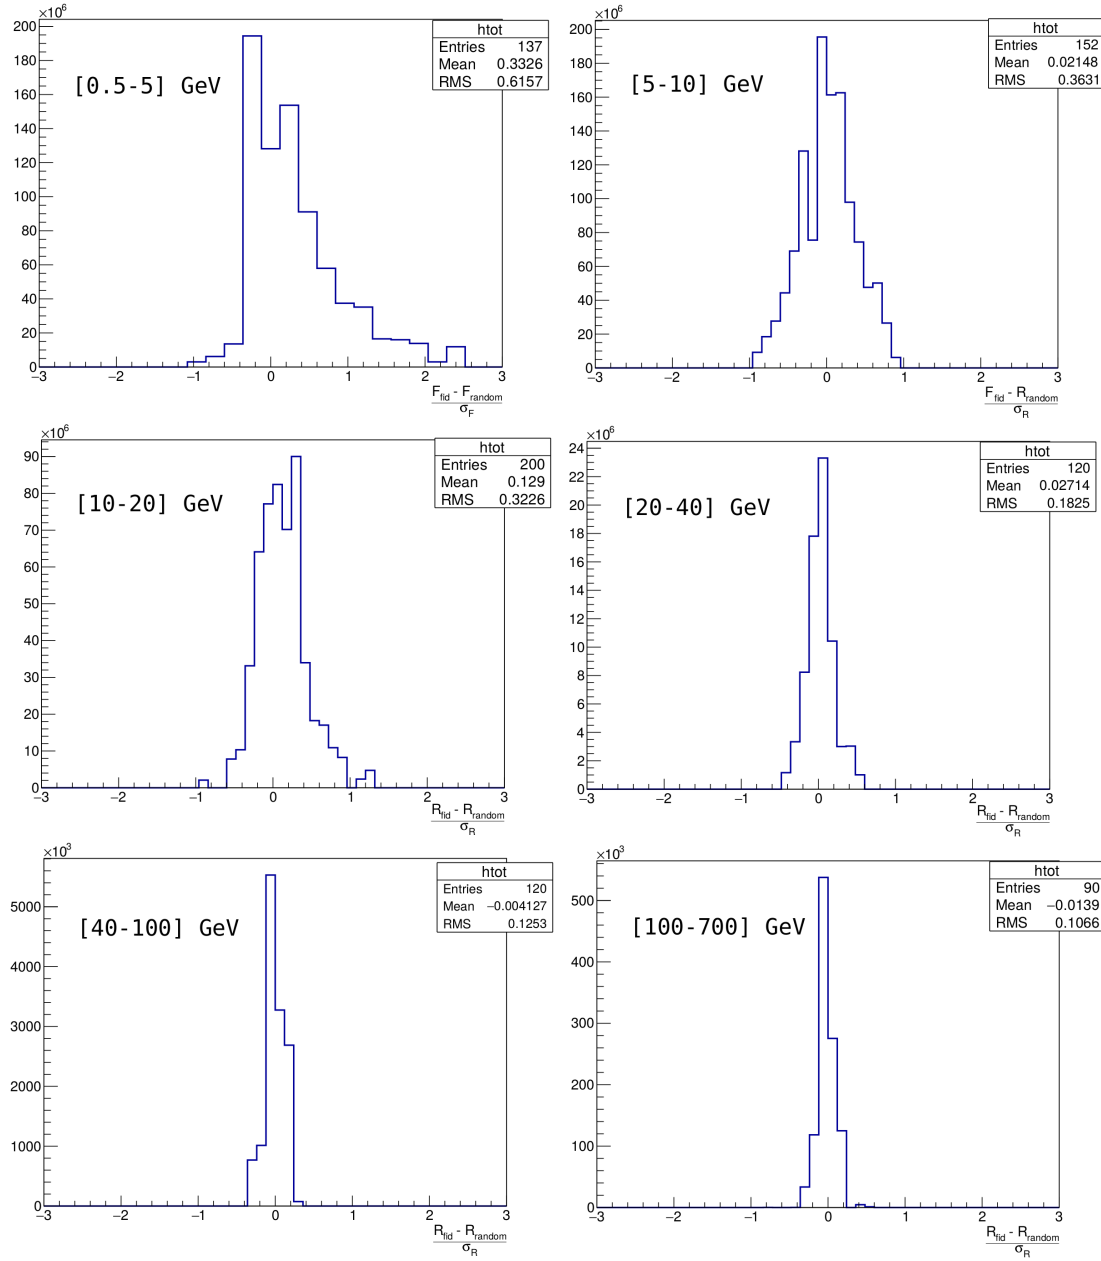 ×10⁶
htot
Entries 137
Mean 0.3326
RMS 0.6157
[0.5-5] GeV
200
180
160
140
120
100
80
60
40
20
0
−3 −2 −1 0 1 2 3
F_fid - F_random
σ_F
×10⁶
htot
Entries 152
Mean 0.02148
RMS 0.3631
[5-10] GeV
200
180
160
140
120
100
80
60
40
20
0
−3 −2 −1 0 1 2 3
F_fid - R_random
σ_R
×10⁶
htot
Entries 200
Mean 0.129
RMS 0.3226
[10-20] GeV
90
80
70
60
50
40
30
20
10
0
−3 −2 −1 0 1 2 3
R_fid - R_random
σ_R
×10⁶
htot
Entries 120
Mean 0.02714
RMS 0.1825
[20-40] GeV
24
22
20
18
16
14
12
10
8
6
4
2
0
−3 −2 −1 0 1 2 3
R_fid - R_random
σ_R
×10³
htot
Entries 120
Mean −0.004127
RMS 0.1253
[40-100] GeV
5000
4000
3000
2000
1000
0
−3 −2 −1 0 1 2 3
R_fid - R_random
σ_R
×10³
htot
Entries 90
Mean −0.0139
RMS 0.1066
[100-700] GeV
500
400
300
200
100
0
−3 −2 −1 0 1 2 3
R_fid - R_random
σ_R